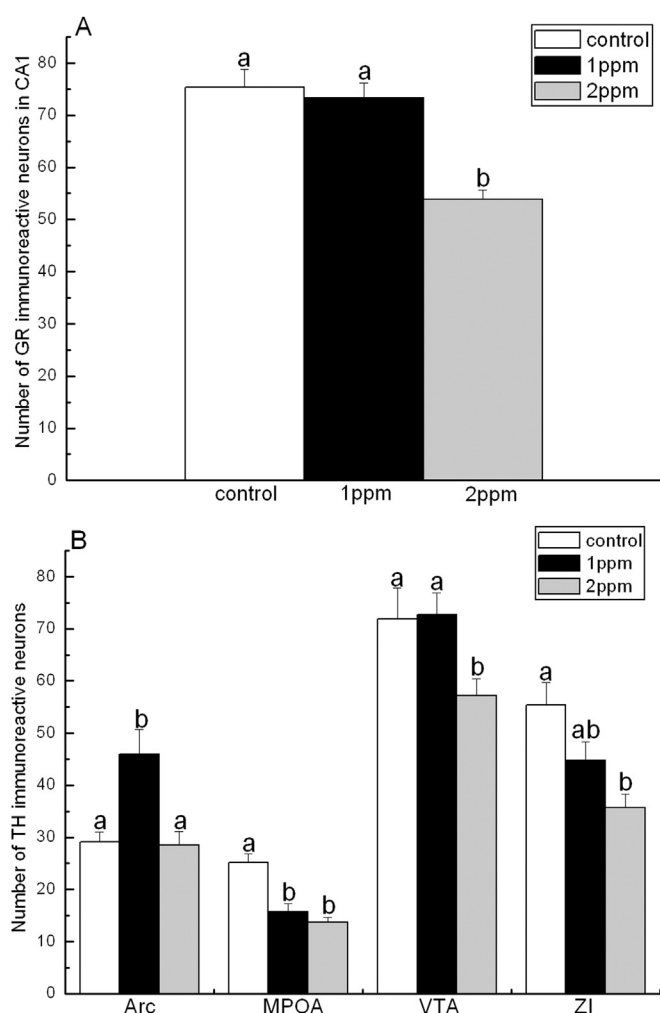 A
control
1ppm
2ppm
Number of GR immunoreactive neurons in CA1
80
70
60
50
40
30
20
10
0
a
a
b
control 1ppm 2ppm
B
control
1ppm
2ppm
Number of TH immunoreactive neurons
80
70
60
50
40
30
20
10
0
a b a
a b b
a a b
a ab b
Arc MPOA VTA ZI